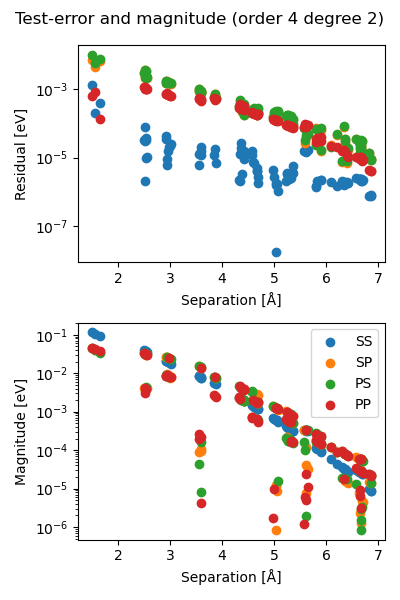 Test-error and magnitude (order 4 degree 2)
10⁻³
10⁻⁵
10⁻⁷
Residual [eV]
2 3 4 5 6 7
Separation [Å]
10⁻¹
10⁻²
10⁻³
10⁻⁴
10⁻⁵
10⁻⁶
Magnitude [eV]
SS
SP
PS
PP
2 3 4 5 6 7
Separation [Å]